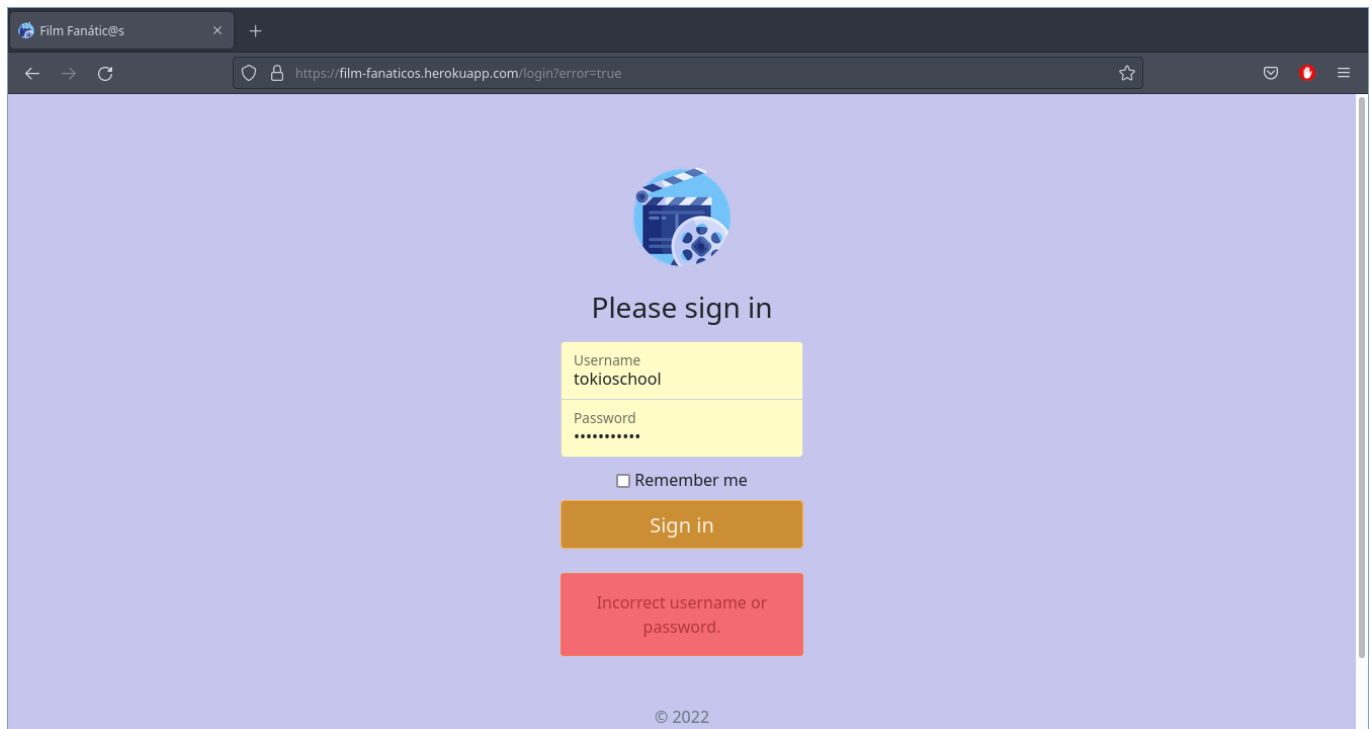 Film Fanátic@s
https://film-fanaticos.herokuapp.com/login?error=true
Please sign in
Username
tokioschool
Password
•••••••••••
Remember me
Sign in
Incorrect username or
password.
© 2022